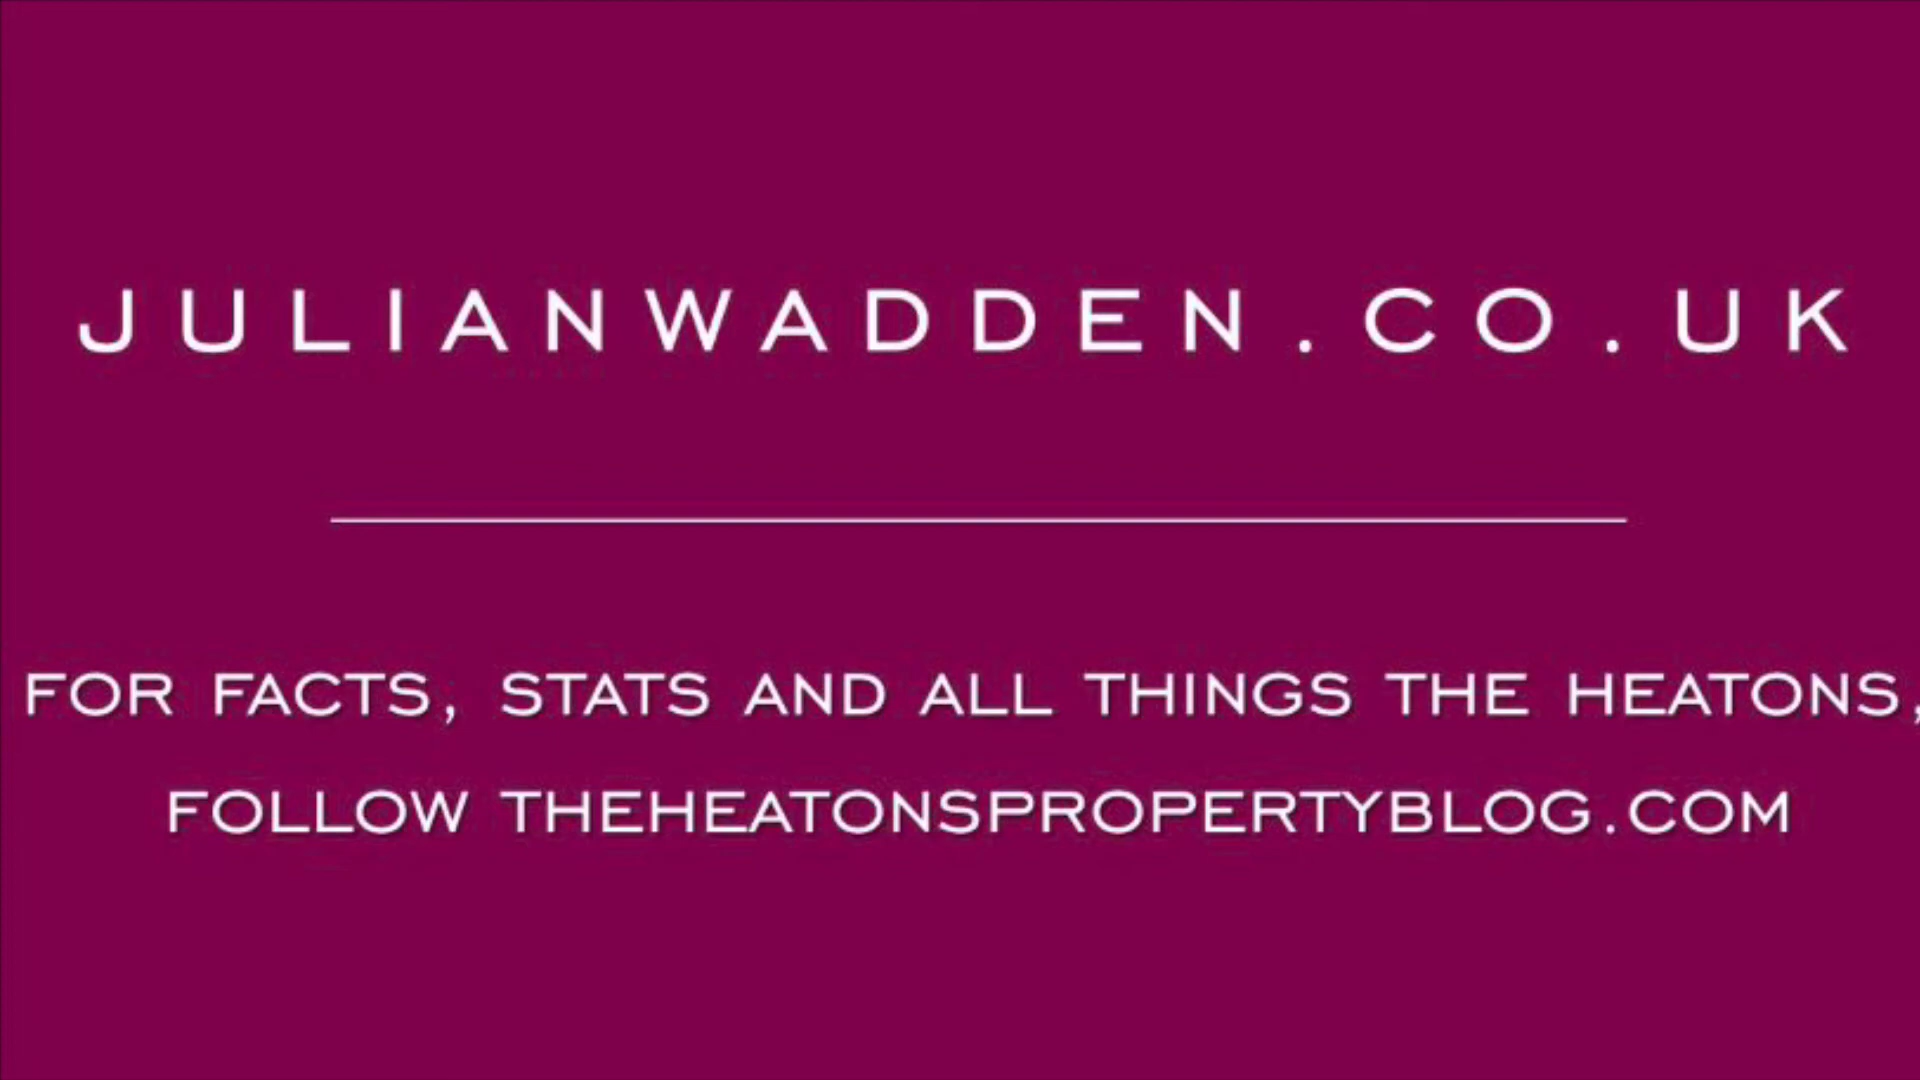 JULIANWADDEN.CO.UK
FOR FACTS, STATS AND ALL THINGS THE HEATONS,
FOLLOW THEHEATONSPROPERTYBLOG.COM